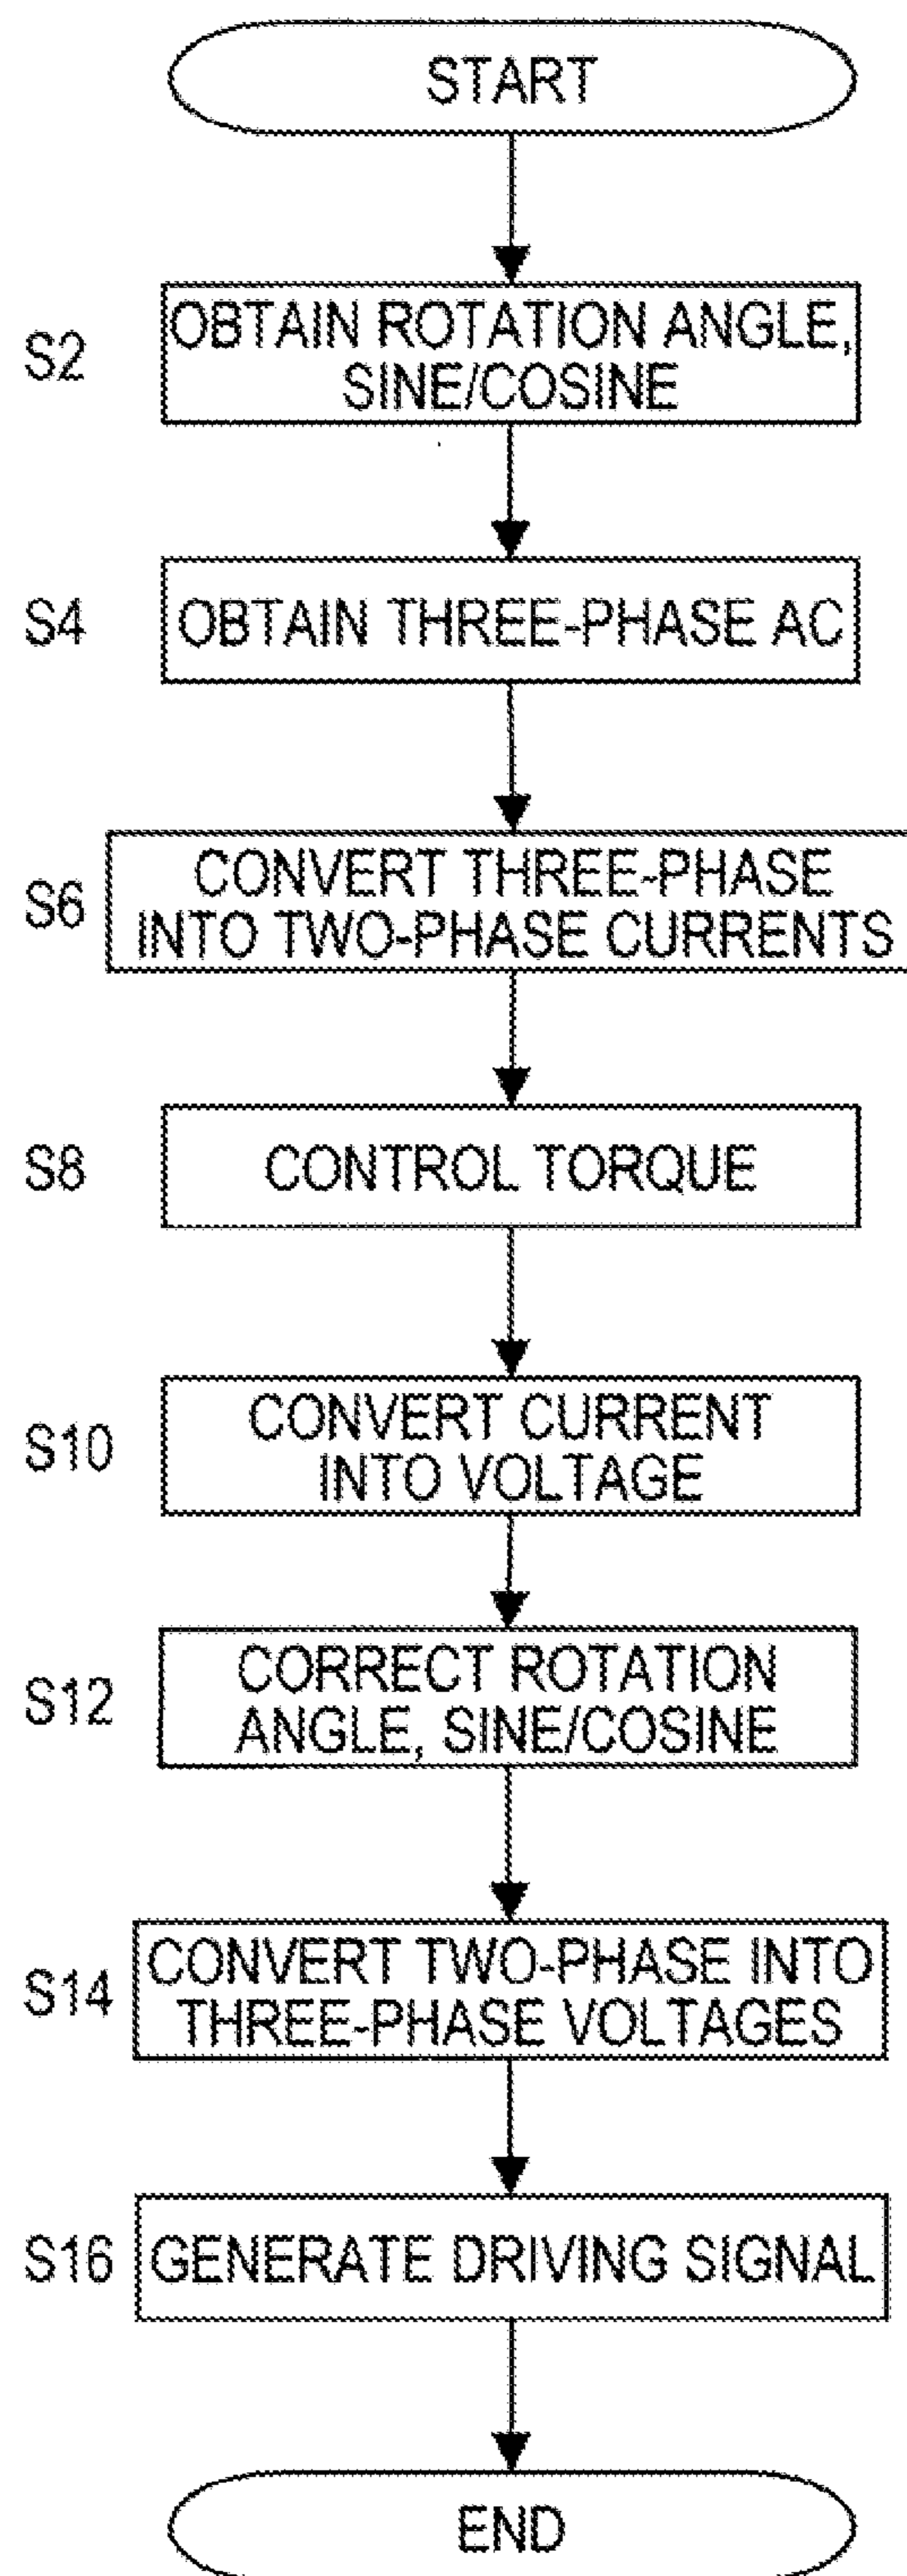 START
S2
OBTAIN ROTATION ANGLE,
SINE/COSINE
S4
OBTAIN THREE-PHASE AC
S6
CONVERT THREE-PHASE
INTO TWO-PHASE CURRENTS
S8
CONTROL TORQUE
S10
CONVERT CURRENT
INTO VOLTAGE
S12
CORRECT ROTATION
ANGLE, SINE/COSINE
S14
CONVERT TWO-PHASE INTO
THREE-PHASE VOLTAGES
S16
GENERATE DRIVING SIGNAL
END